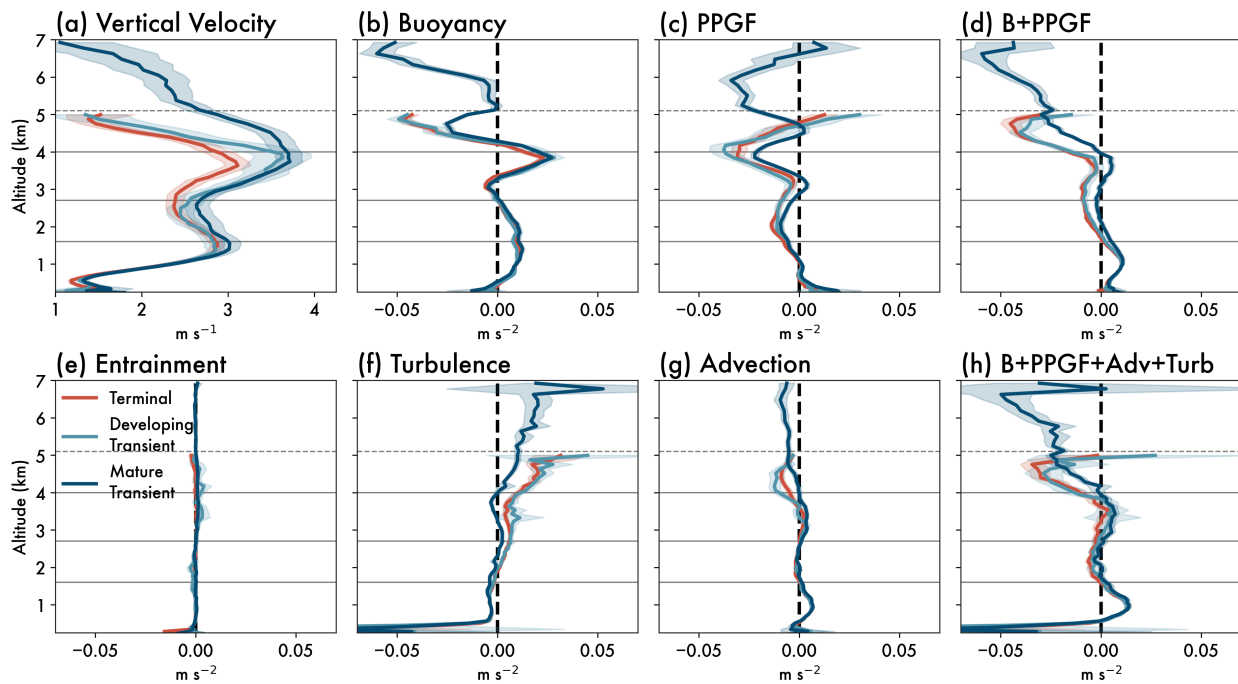 (a) Vertical Velocity
(b) Buoyancy
(c) PPGF
(d) B+PPGF
7
6
5
4
3
2
1
Altitude (km)
1 2 3 4
−0.05 0.00 0.05
−0.05 0.00 0.05
−0.05 0.00 0.05
m s⁻¹
m s⁻²
m s⁻²
m s⁻²
(e) Entrainment
(f) Turbulence
(g) Advection
(h) B+PPGF+Adv+Turb
7
6
5
4
3
2
1
Altitude (km)
Terminal
Developing
Transient
Mature
Transient
−0.05 0.00 0.05
−0.05 0.00 0.05
−0.05 0.00 0.05
−0.05 0.00 0.05
m s⁻²
m s⁻²
m s⁻²
m s⁻²